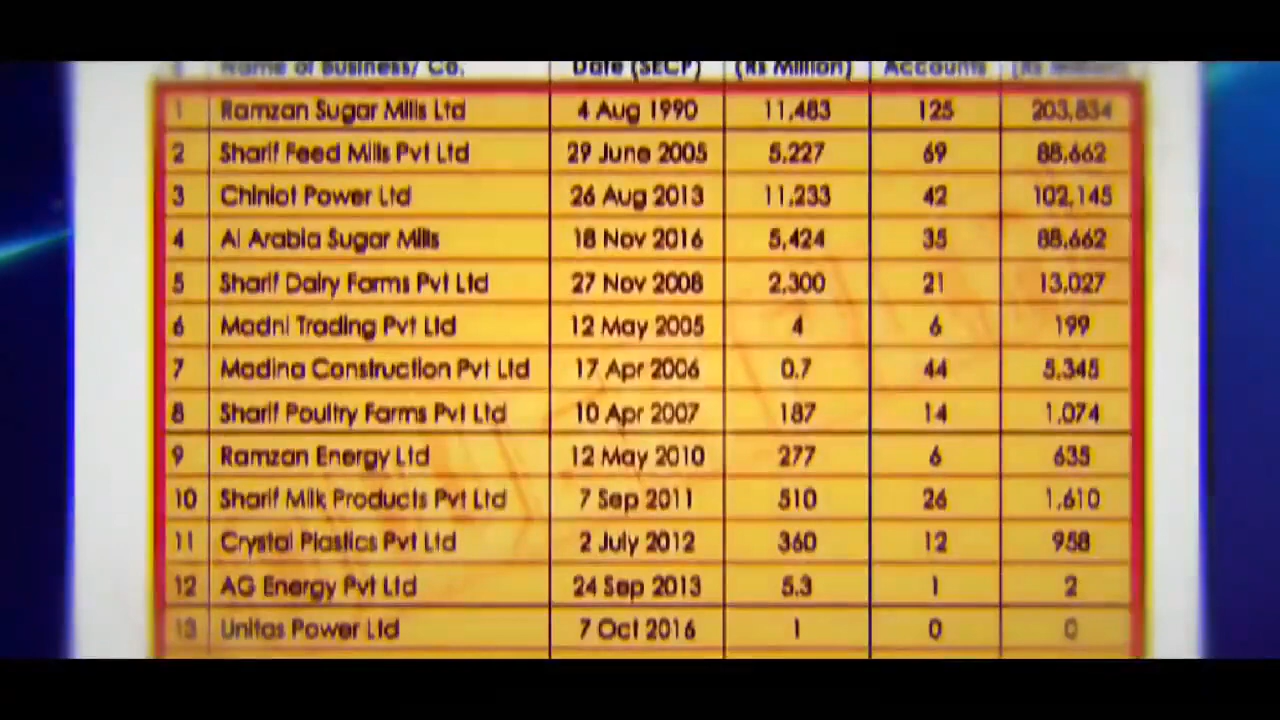 Name of Business/ Co. Date (SECP) (Rs Million) Accounts (Rs Million)
1 Ramzan Sugar Mills Ltd 4 Aug 1990 11,483 125 203,834
2 Sharif Feed Mills Pvt Ltd 29 June 2005 5,227 69 88,662
3 Chiniot Power Ltd 26 Aug 2013 11,233 42 102,145
4 Al Arabia Sugar Mills 18 Nov 2016 5,424 35 88,662
5 Sharif Dairy Farms Pvt Ltd 27 Nov 2008 2,300 21 13,027
6 Madni Trading Pvt Ltd 12 May 2005 4 6 199
7 Madina Construction Pvt Ltd 17 Apr 2006 0.7 44 5,345
8 Sharif Poultry Farms Pvt Ltd 10 Apr 2007 187 14 1,074
9 Ramzan Energy Ltd 12 May 2010 277 6 635
10 Sharif Milk Products Pvt Ltd 7 Sep 2011 510 26 1,610
11 Crystal Plastics Pvt Ltd 2 July 2012 360 12 958
12 AG Energy Pvt Ltd 24 Sep 2013 5.3 1 2
13 Unitas Power Ltd 7 Oct 2016 1 0 0